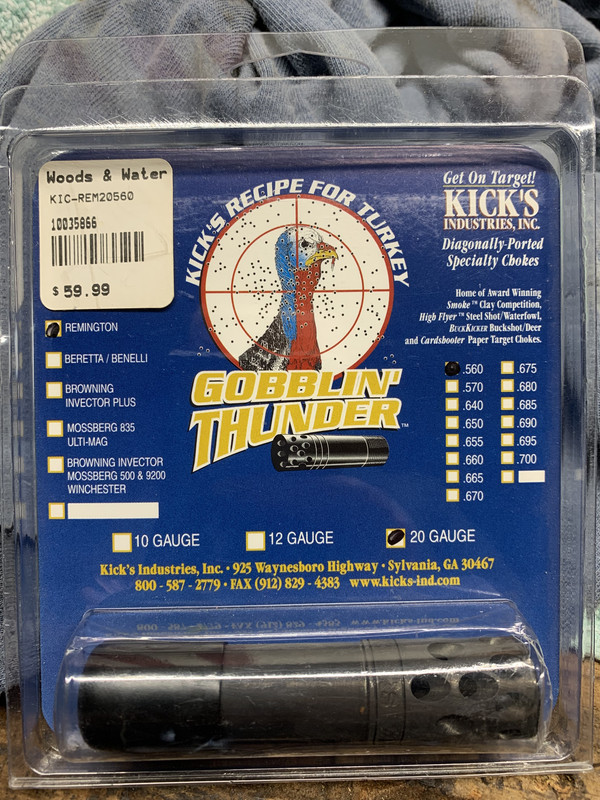 Woods & Water
KIC-REM20560
10035866
$ 59.99
KICK'S RECIPE FOR TURKEY
Get On Target!
KICK'S
INDUSTRIES, INC.
Diagonally-Ported
Specialty Chokes
Home of Award Winning
Smoke™ Clay Competition,
High Flyer™ Steel Shot/Waterfowl,
BUCKKICKER Buckshot/Deer
and Cardshooter Paper Target Chokes.
REMINGTON
BERETTA / BENELLI
BROWNING
INVECTOR PLUS
MOSSBERG 835
ULTI-MAG
BROWNING INVECTOR
MOSSBERG 500 & 9200
WINCHESTER
GOBBLIN'
THUNDER™
.560 .675
.570 .680
.640 .685
.650 .690
.655 .695
.660 .700
.665
.670
10 GAUGE 12 GAUGE 20 GAUGE
Kick's Industries, Inc. • 925 Waynesboro Highway • Sylvania, GA 30467
800 - 587 - 2779 • FAX (912) 829 - 4383 www.kicks-ind.com